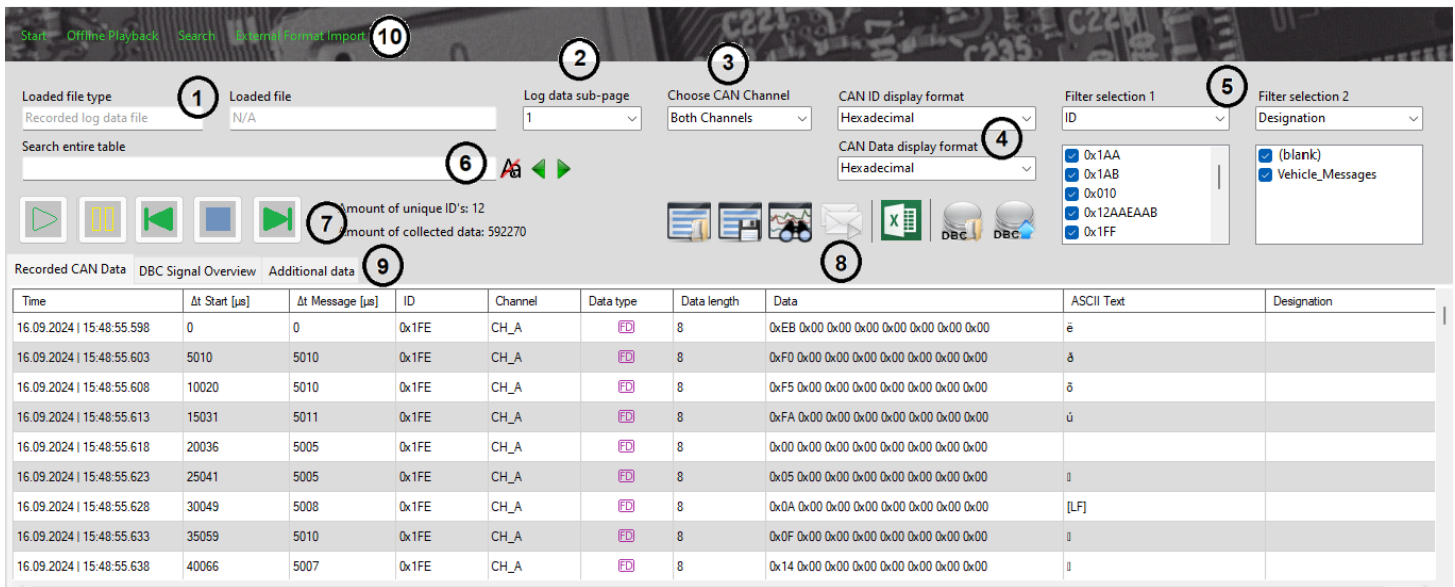 Start Offline Playback Search External Format Import 10
2 3
1 5
Loaded file type Loaded file Log data sub-page Choose CAN Channel CAN ID display format Filter selection 1 Filter selection 2
Recorded log data file N/A 1 Both Channels Hexadecimal ID Designation
Search entire table CAN Data display format 4
6 Aa Hexadecimal
0x1AA (blank)
0x1AB Vehicle_Messages
0x010
0x12AAEAAB
0x1FF
7 Amount of unique ID's: 12
Amount of collected data: 592270
DBC DBC
8
Recorded CAN Data DBC Signal Overview Additional data 9
Time Δt Start [µs] Δt Message [µs] ID Channel Data type Data length Data ASCII Text Designation
16.09.2024 | 15:48:55.598 0 0 0x1FE CH_A FD 8 0xEB 0x00 0x00 0x00 0x00 0x00 0x00 0x00 ë
16.09.2024 | 15:48:55.603 5010 5010 0x1FE CH_A FD 8 0xF0 0x00 0x00 0x00 0x00 0x00 0x00 0x00 ð
16.09.2024 | 15:48:55.608 10020 5010 0x1FE CH_A FD 8 0xF5 0x00 0x00 0x00 0x00 0x00 0x00 0x00 õ
16.09.2024 | 15:48:55.613 15031 5011 0x1FE CH_A FD 8 0xFA 0x00 0x00 0x00 0x00 0x00 0x00 0x00 ú
16.09.2024 | 15:48:55.618 20036 5005 0x1FE CH_A FD 8 0x00 0x00 0x00 0x00 0x00 0x00 0x00 0x00
16.09.2024 | 15:48:55.623 25041 5005 0x1FE CH_A FD 8 0x05 0x00 0x00 0x00 0x00 0x00 0x00 0x00
16.09.2024 | 15:48:55.628 30049 5008 0x1FE CH_A FD 8 0x0A 0x00 0x00 0x00 0x00 0x00 0x00 0x00 [LF]
16.09.2024 | 15:48:55.633 35059 5010 0x1FE CH_A FD 8 0x0F 0x00 0x00 0x00 0x00 0x00 0x00 0x00
16.09.2024 | 15:48:55.638 40066 5007 0x1FE CH_A FD 8 0x14 0x00 0x00 0x00 0x00 0x00 0x00 0x00